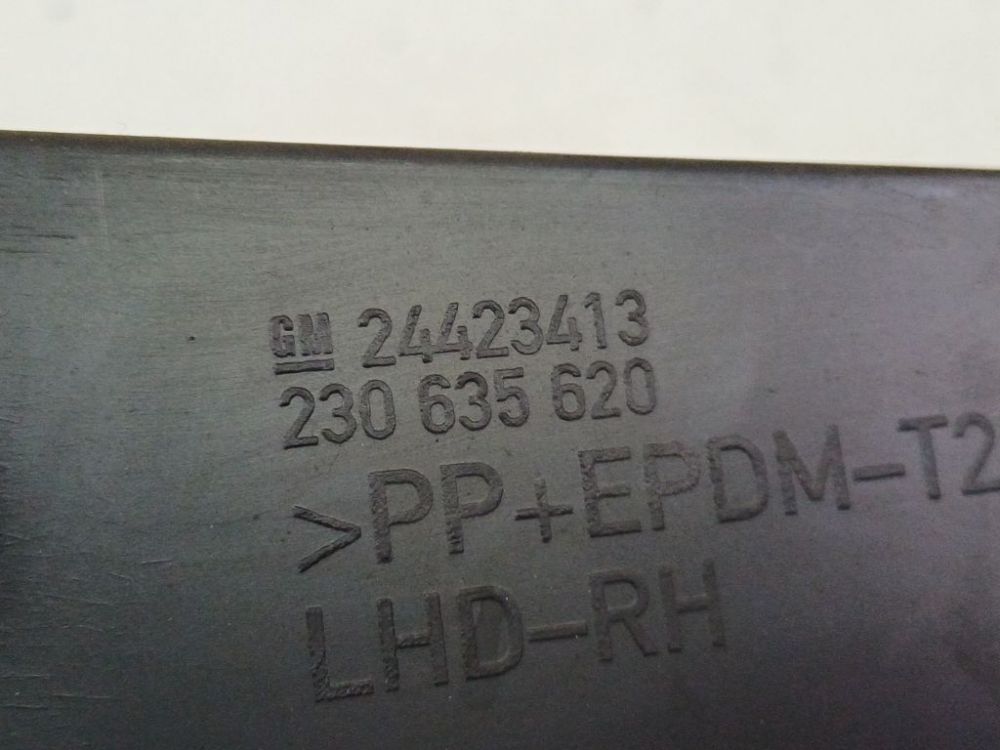 GM 24423413
230 635 620
>PP+EPDM-T2
LHD-RH